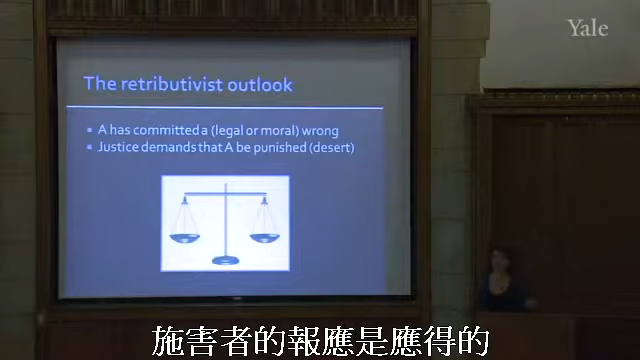 Yale
The retributivist outlook
A has committed a (legal or moral) wrong
Justice demands that A be punished (desert)
施害者的報應是應得的